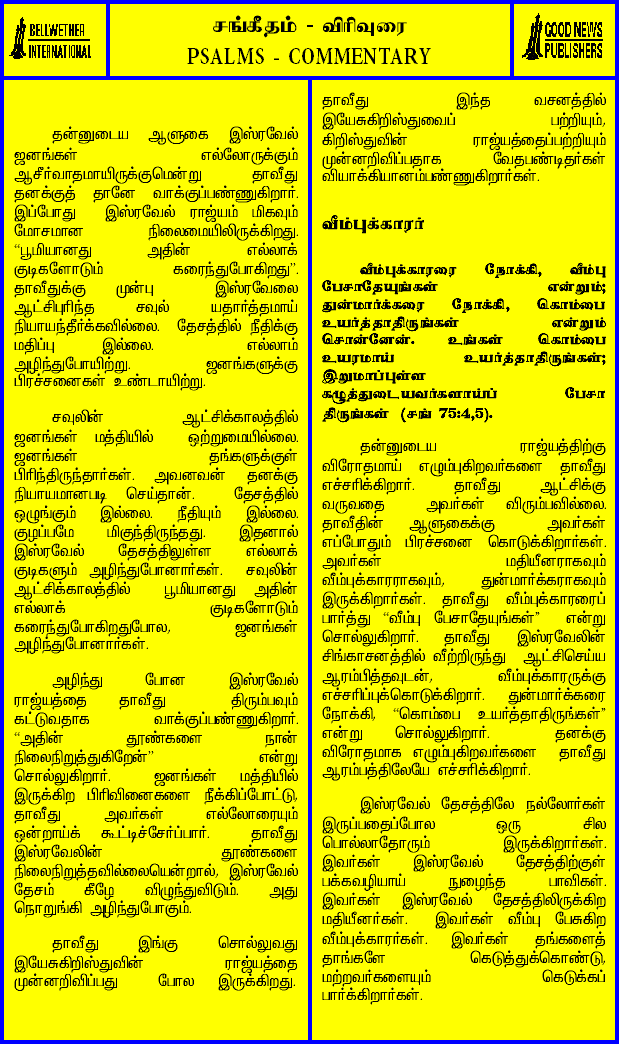 BELLWETHER
INTERNATIONAL
சங்கீதம் - விரிவுரை
PSALMS - COMMENTARY
GOOD NEWS
PUBLISHERS
தன்னுடைய ஆளுகை இஸ்ரவேல்
ஜனங்கள் எல்லோருக்கும்
ஆசீர்வாதமாயிருக்குமென்று தாவீது
தனக்குத் தானே வாக்குப்பண்ணுகிறார்.
இப்போது இஸ்ரவேல் ராஜ்யம் மிகவும்
மோசமான நிலைமையிலிருக்கிறது.
“பூமியானது அதின் எல்லாக்
குடிகளோடும் கரைந்துபோகிறது”.
தாவீதுக்கு முன்பு இஸ்ரவேலை
ஆட்சிபுரிந்த சவுல் யதார்த்தமாய்
நியாயந்தீர்க்கவில்லை. தேசத்தில் நீதிக்கு
மதிப்பு இல்லை. எல்லாம்
அழிந்துபோயிற்று. ஜனங்களுக்கு
பிரச்சனைகள் உண்டாயிற்று.
சவுலின் ஆட்சிக்காலத்தில்
ஜனங்கள் மத்தியில் ஒற்றுமையில்லை.
ஜனங்கள் தங்களுக்குள்
பிரிந்திருந்தார்கள். அவனவன் தனக்கு
நியாயமானபடி செய்தான். தேசத்தில்
ஒழுங்கும் இல்லை. நீதியும் இல்லை.
குழப்பமே மிகுந்திருந்தது. இதனால்
இஸ்ரவேல் தேசத்திலுள்ள எல்லாக்
குடிகளும் அழிந்துபோனார்கள். சவுலின்
ஆட்சிக்காலத்தில் பூமியானது அதின்
எல்லாக் குடிகளோடும்
கரைந்துபோகிறதுபோல, ஜனங்கள்
அழிந்துபோனார்கள்.
அழிந்து போன இஸ்ரவேல்
ராஜ்யத்தை தாவீது திரும்பவும்
கட்டுவதாக வாக்குப்பண்ணுகிறார்.
“அதின் தூண்களை நான்
நிலைநிறுத்துகிறேன்” என்று
சொல்லுகிறார். ஜனங்கள் மத்தியில்
இருக்கிற பிரிவினைகளை நீக்கிப்போட்டு,
தாவீது அவர்கள் எல்லோரையும்
ஒன்றாய்க் கூட்டிச்சேர்ப்பார். தாவீது
இஸ்ரவேலின் தூண்களை
நிலைநிறுத்தவில்லையென்றால், இஸ்ரவேல்
தேசம் கீழே விழுந்துவிடும். அது
நொறுங்கி அழிந்துபோகும்.
தாவீது இங்கு சொல்லுவது
இயேசுகிறிஸ்துவின் ராஜ்யத்தை
முன்னறிவிப்பது போல இருக்கிறது.
தாவீது இந்த வசனத்தில்
இயேசுகிறிஸ்துவைப் பற்றியும்,
கிறிஸ்துவின் ராஜ்யத்தைப்பற்றியும்
முன்னறிவிப்பதாக வேதபண்டிதர்கள்
வியாக்கியானம்பண்ணுகிறார்கள்.
வீம்புக்காரர்
வீம்புக்காரரை நோக்கி, வீம்பு
பேசாதேயுங்கள் என்றும்;
துன்மார்க்கரை நோக்கி, கொம்பை
உயர்த்தாதிருங்கள் என்றும்
சொன்னேன். உங்கள் கொம்பை
உயரமாய் உயர்த்தாதிருங்கள்;
இறுமாப்புள்ள
கழுத்துடையவர்களாய்ப் பேசா
திருங்கள் (சங் 75:4,5).
தன்னுடைய ராஜ்யத்திற்கு
விரோதமாய் எழும்புகிறவர்களை தாவீது
எச்சரிக்கிறார். தாவீது ஆட்சிக்கு
வருவதை அவர்கள் விரும்பவில்லை.
தாவீதின் ஆளுகைக்கு அவர்கள்
எப்போதும் பிரச்சனை கொடுக்கிறார்கள்.
அவர்கள் மதியீனராகவும்
வீம்புக்காரராகவும், துன்மார்க்கராகவும்
இருக்கிறார்கள். தாவீது வீம்புக்காரரைப்
பார்த்து “வீம்பு பேசாதேயுங்கள்” என்று
சொல்லுகிறார். தாவீது இஸ்ரவேலின்
சிங்காசனத்தில் வீற்றிருந்து ஆட்சிசெய்ய
ஆரம்பித்தவுடன், வீம்புக்காரருக்கு
எச்சரிப்புக்கொடுக்கிறார். துன்மார்க்கரை
நோக்கி, “கொம்பை உயர்த்தாதிருங்கள்”
என்று சொல்லுகிறார். தனக்கு
விரோதமாக எழும்புகிறவர்களை தாவீது
ஆரம்பத்திலேயே எச்சரிக்கிறார்.
இஸ்ரவேல் தேசத்திலே நல்லோர்கள்
இருப்பதைப்போல ஒரு சில
பொல்லாதோரும் இருக்கிறார்கள்.
இவர்கள் இஸ்ரவேல் தேசத்திற்குள்
பக்கவழியாய் நுழைந்த பாவிகள்.
இவர்கள் இஸ்ரவேல் தேசத்திலிருக்கிற
மதியீனர்கள். இவர்கள் வீம்பு பேசுகிற
வீம்புக்காரர்கள். இவர்கள் தங்களைத்
தாங்களே கெடுத்துக்கொண்டு,
மற்றவர்களையும் கெடுக்கப்
பார்க்கிறார்கள்.